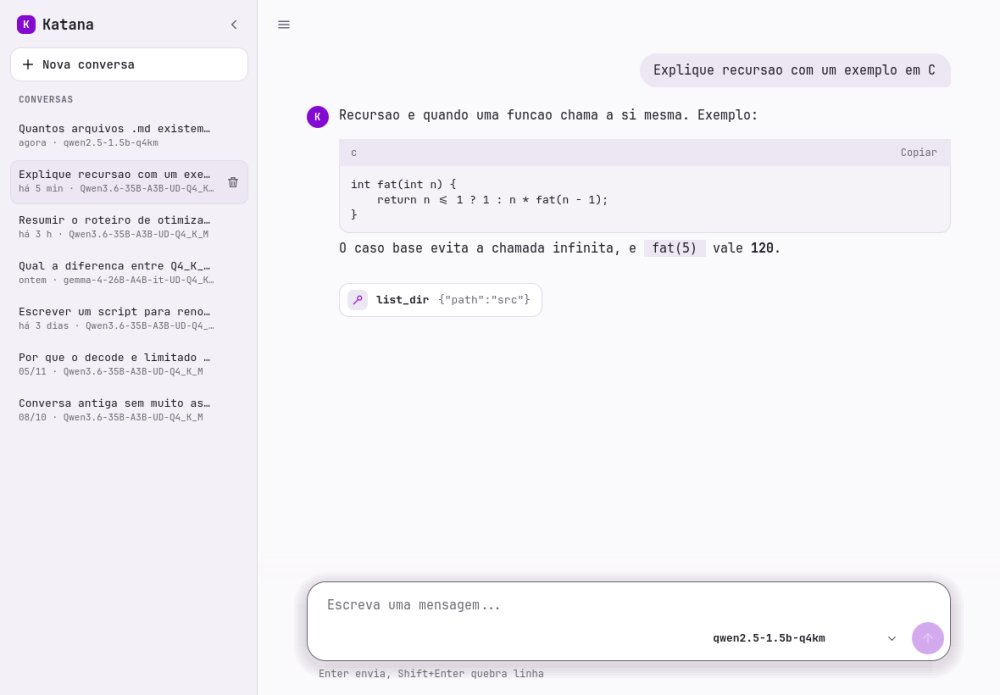 K Katana
Nova conversa
CONVERSAS
Quantos arquivos .md existem…
agora · qwen2.5-1.5b-q4km
Explique recursao com um exe…
há 5 min · Qwen3.6-35B-A3B-UD-Q4_K…
Resumir o roteiro de otimiza…
há 3 h · Qwen3.6-35B-A3B-UD-Q4_K_M
Qual a diferenca entre Q4_K_…
ontem · gemma-4-26B-A4B-it-UD-Q4_K…
Escrever um script para reno…
há 3 dias · Qwen3.6-35B-A3B-UD-Q4_…
Por que o decode e limitado …
05/11 · Qwen3.6-35B-A3B-UD-Q4_K_M
Conversa antiga sem muito as…
08/10 · Qwen3.6-35B-A3B-UD-Q4_K_M
Explique recursao com um exemplo em C
K
Recursao e quando uma funcao chama a si mesma. Exemplo:
c Copiar
int fat(int n) {
    return n <= 1 ? 1 : n * fat(n - 1);
}
O caso base evita a chamada infinita, e fat(5) vale 120.
list_dir {"path":"src"}
Escreva uma mensagem...
qwen2.5-1.5b-q4km
Enter envia, Shift+Enter quebra linha